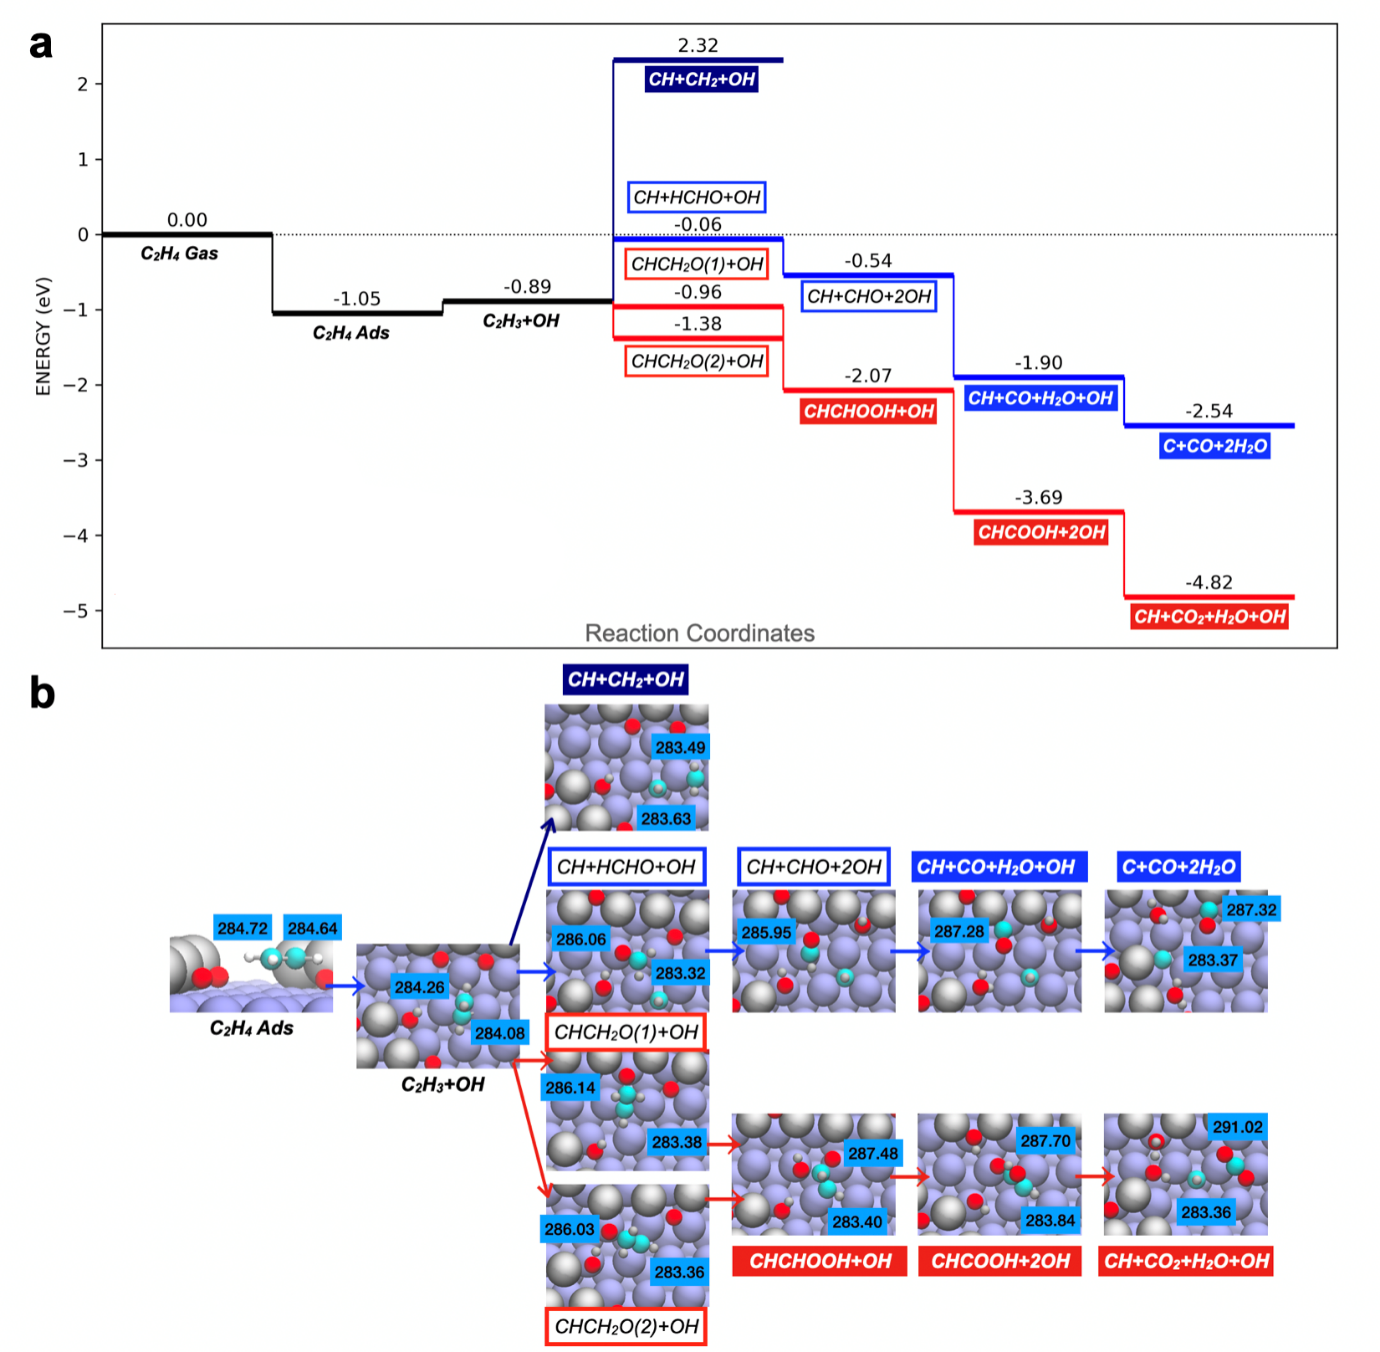 a
2.32
CH+CH₂+OH
2
1
CH+HCHO+OH
0.00
-0.06
0
C₂H₄ Gas
CHCH₂O(1)+OH
-0.54
-1.05
-0.89
-0.96
CH+CHO+2OH
−1
C₂H₄ Ads
C₂H₃+OH
-1.38
CHCH₂O(2)+OH
-1.90
−2
-2.07
CH+CO+H₂O+OH
CHCHOOH+OH
-2.54
C+CO+2H₂O
−3
-3.69
CHCOOH+2OH
−4
-4.82
CH+CO₂+H₂O+OH
−5
ENERGY (eV)
Reaction Coordinates
b
CH+CH₂+OH
283.49
283.63
CH+HCHO+OH
CH+CHO+2OH
CH+CO+H₂O+OH
C+CO+2H₂O
284.72
284.64
286.06
283.32
285.95
287.28
287.32
283.37
C₂H₄ Ads
284.26
284.08
C₂H₃+OH
CHCH₂O(1)+OH
286.14
283.38
287.48
283.40
287.70
283.84
291.02
283.36
286.03
283.36
CHCHOOH+OH
CHCOOH+2OH
CH+CO₂+H₂O+OH
CHCH₂O(2)+OH